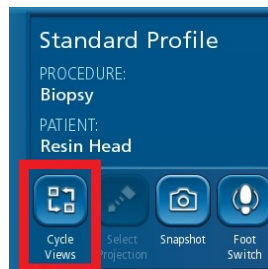 Standard Profile
PROCEDURE:
Biopsy
PATIENT:
Resin Head
Cycle Views
Select Projection
Snapshot
Foot Switch